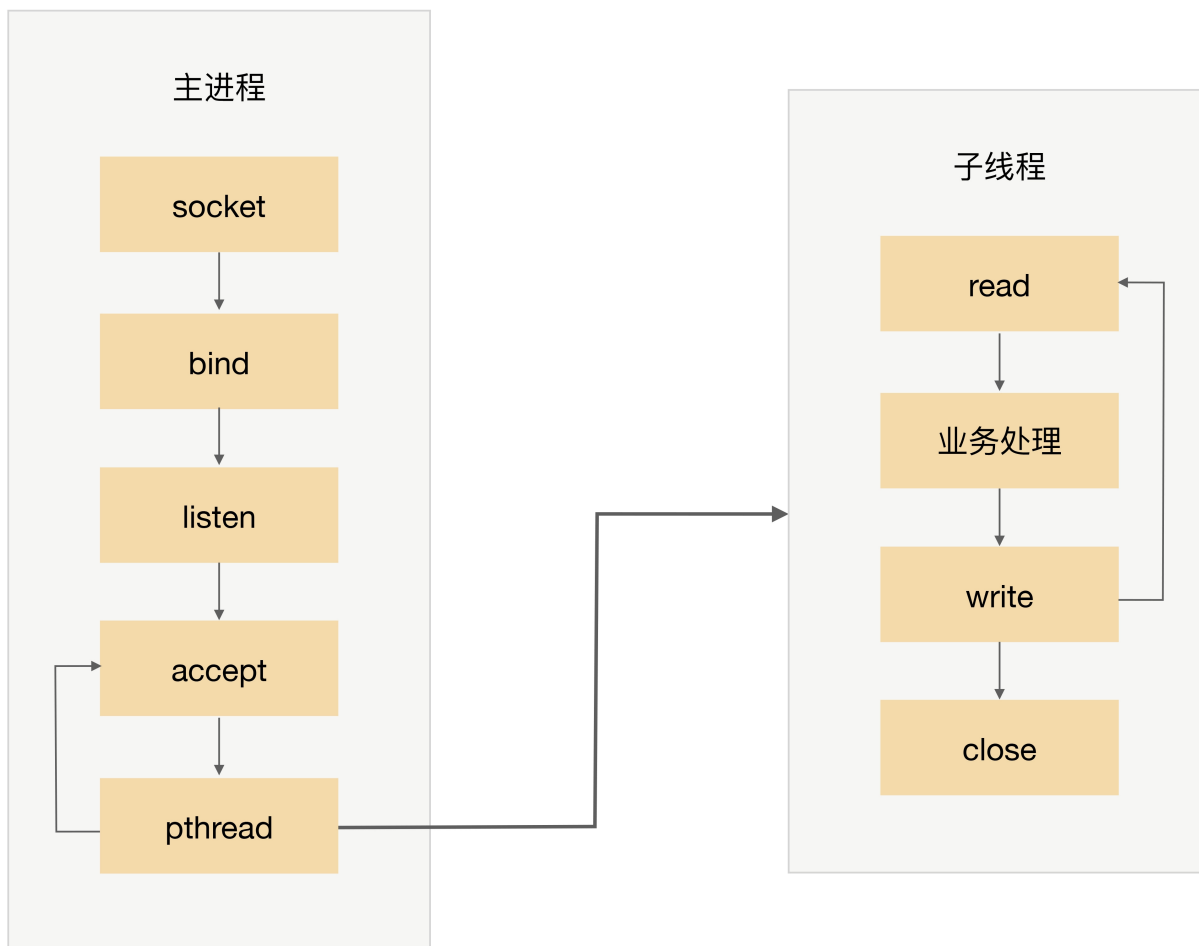 主进程
socket
bind
listen
accept
pthread
子线程
read
业务处理
write
close